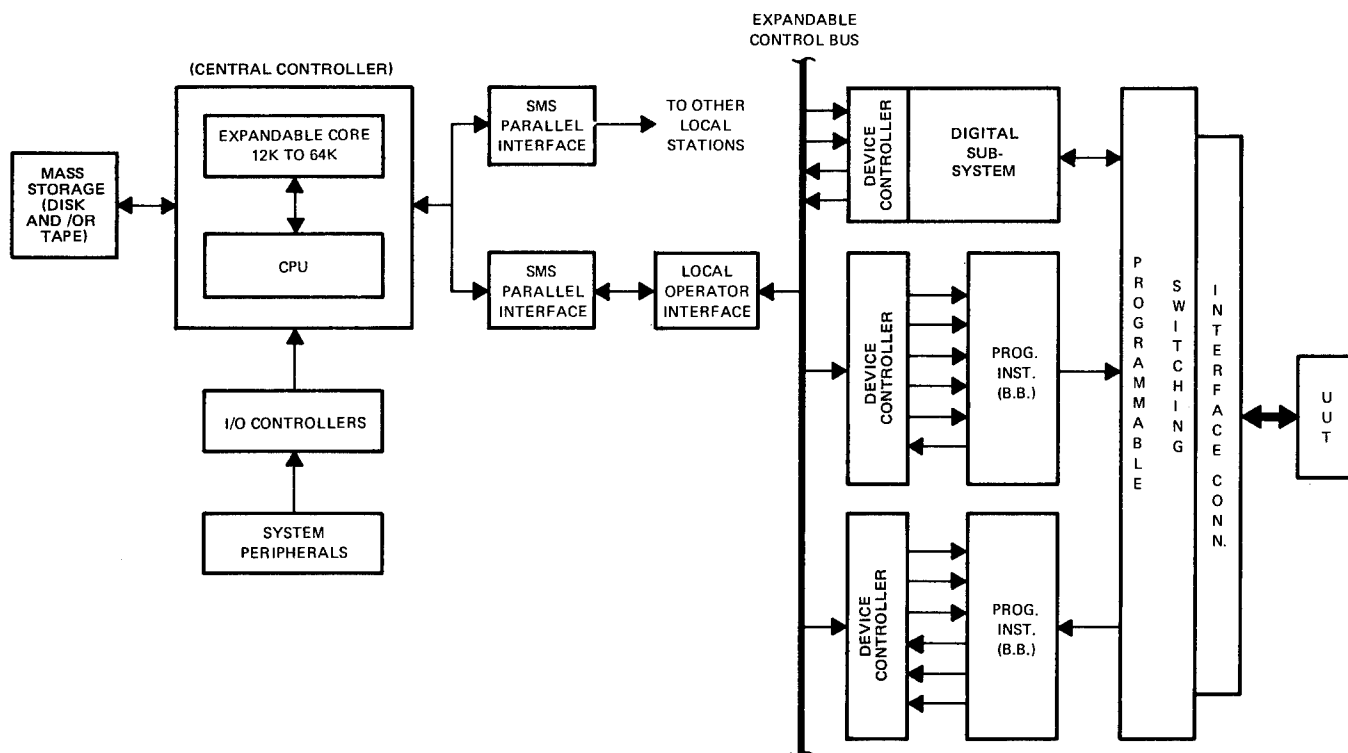 EXPANDABLE
CONTROL BUS
(CENTRAL CONTROLLER)
EXPANDABLE CORE
12K TO 64K
CPU
MASS
STORAGE
(DISK
AND /OR
TAPE)
I/O CONTROLLERS
SYSTEM
PERIPHERALS
SMS
PARALLEL
INTERFACE
TO OTHER
LOCAL
STATIONS
SMS
PARALLEL
INTERFACE
LOCAL
OPERATOR
INTERFACE
DEVICE
CONTROLLER
DIGITAL
SUB-
SYSTEM
DEVICE
CONTROLLER
PROG.
INST.
(B.B.)
DEVICE
CONTROLLER
PROG.
INST.
(B.B.)
PROGRAMMABLE
SWITCHING
INTERFACE CONN.
UUT